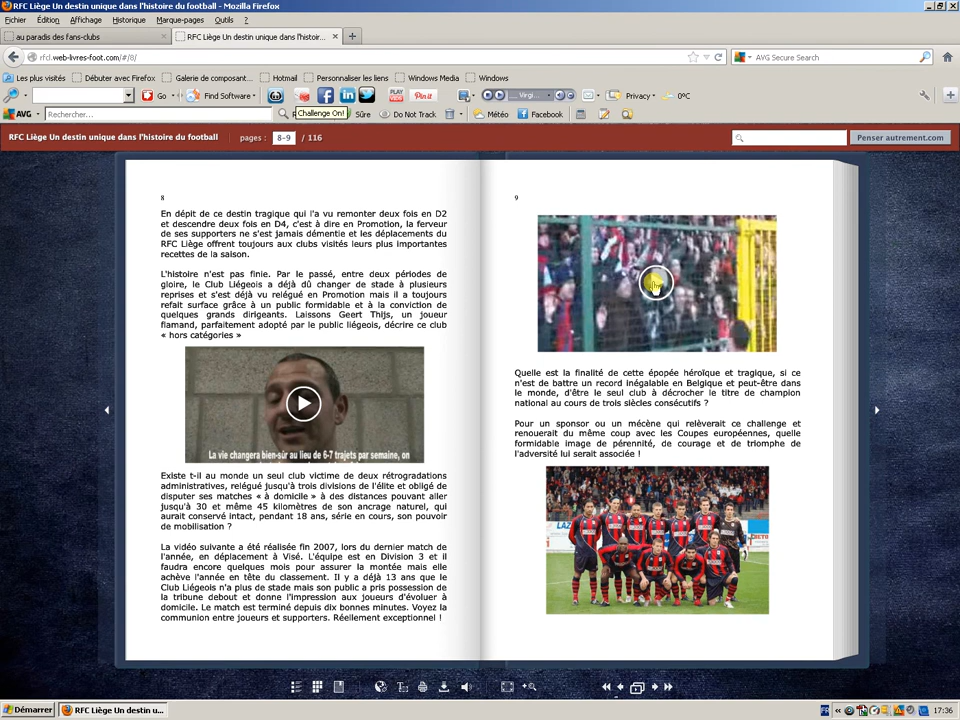 RFC Liège Un destin unique dans l'histoire du football - Mozilla Firefox
Fichier Édition Affichage Historique Marque-pages Outils ?
au paradis des fans-clubs × RFC Liège Un destin unique dans l'histoir... × +
rfcl.web-livres-foot.com/#/8/ AVG Secure Search
Les plus visités Débuter avec Firefox Galerie de composant... Hotmail Personnaliser les liens Windows Media Windows
Go Find Software PLAY VIDEO Pin it Virgi... Privacy 0°C
AVG Rechercher... Challenge On! Sûre Do Not Track Météo Facebook
RFC Liège Un destin unique dans l'histoire du football pages : 8-9 / 116 Penser autrement.com
8
En dépit de ce destin tragique qui l'a vu remonter deux fois en D2
et descendre deux fois en D4, c'est à dire en Promotion, la ferveur
de ses supporters ne s'est jamais démentie et les déplacements du
RFC Liège offrent toujours aux clubs visités leurs plus importantes
recettes de la saison.
L'histoire n'est pas finie. Par le passé, entre deux périodes de
gloire, le Club Liégeois a déjà dû changer de stade à plusieurs
reprises et s'est déjà vu relégué en Promotion mais il a toujours
refait surface grâce à un public formidable et à la conviction de
quelques grands dirigeants. Laissons Geert Thijs, un joueur
flamand, parfaitement adopté par le public liégeois, décrire ce club
« hors catégories »
La vie changera bien-sûr au lieu de 6-7 trajets par semaine, on
Existe t-il au monde un seul club victime de deux rétrogradations
administratives, relégué jusqu'à trois divisions de l'élite et obligé de
disputer ses matches « à domicile » à des distances pouvant aller
jusqu'à 30 et même 45 kilomètres de son ancrage naturel, qui
aurait conservé intact, pendant 18 ans, série en cours, son pouvoir
de mobilisation ?
La vidéo suivante a été réalisée fin 2007, lors du dernier match de
l'année, en déplacement à Visé. L'équipe est en Division 3 et il
faudra encore quelques mois pour assurer la montée mais elle
achève l'année en tête du classement. Il y a déjà 13 ans que le
Club Liégeois n'a plus de stade mais son public a pris possession de
la tribune debout et donne l'impression aux joueurs d'évoluer à
domicile. Le match est terminé depuis dix bonnes minutes. Voyez la
communion entre joueurs et supporters. Réellement exceptionnel !
9
Quelle est la finalité de cette épopée héroïque et tragique, si ce
n'est de battre un record inégalable en Belgique et peut-être dans
le monde, d'être le seul club à décrocher le titre de champion
national au cours de trois siècles consécutifs ?
Pour un sponsor ou un mécène qui relèverait ce challenge et
renouerait du même coup avec les Coupes européennes, quelle
formidable image de pérennité, de courage et de triomphe de
l'adversité lui serait associée !
Démarrer RFC Liège Un destin u... FR « 17:36